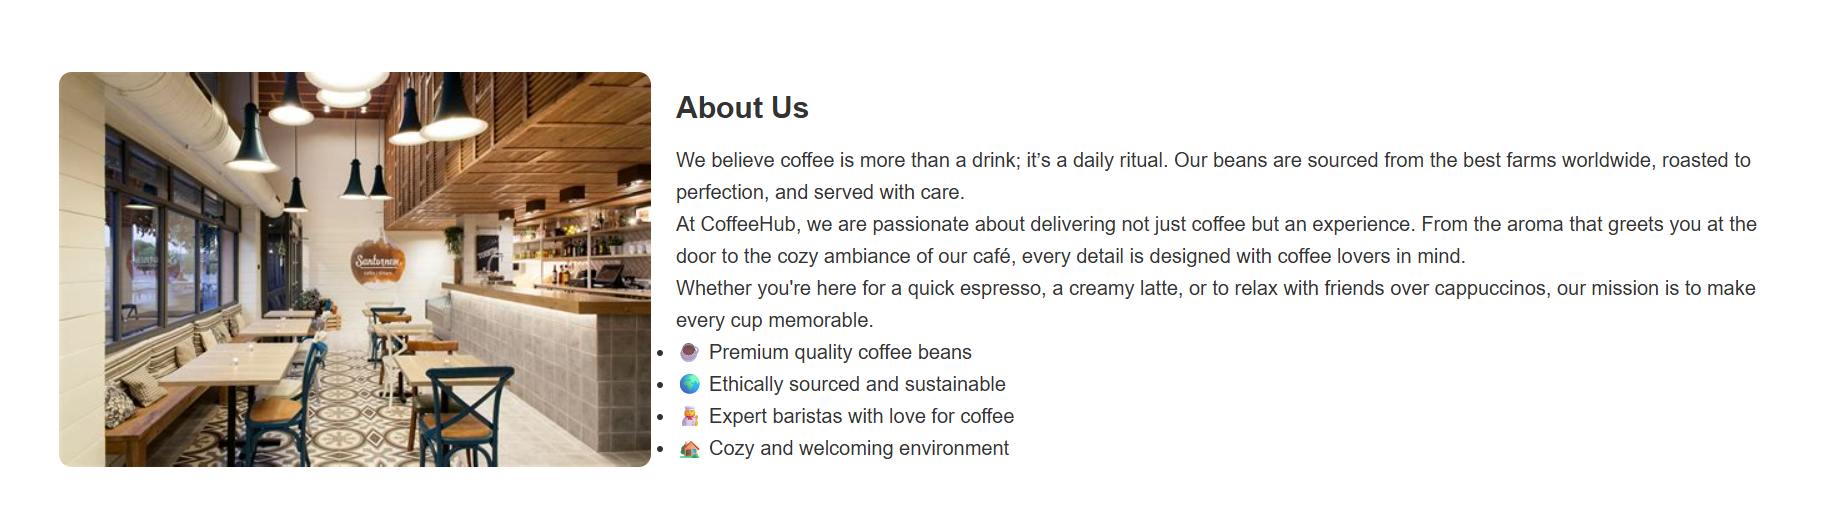 Santornem
About Us
We believe coffee is more than a drink; it’s a daily ritual. Our beans are sourced from the best farms worldwide, roasted to
perfection, and served with care.
At CoffeeHub, we are passionate about delivering not just coffee but an experience. From the aroma that greets you at the
door to the cozy ambiance of our café, every detail is designed with coffee lovers in mind.
Whether you're here for a quick espresso, a creamy latte, or to relax with friends over cappuccinos, our mission is to make
every cup memorable.
• ☕ Premium quality coffee beans
• 🌍 Ethically sourced and sustainable
• 👨‍🍳 Expert baristas with love for coffee
• 🏡 Cozy and welcoming environment